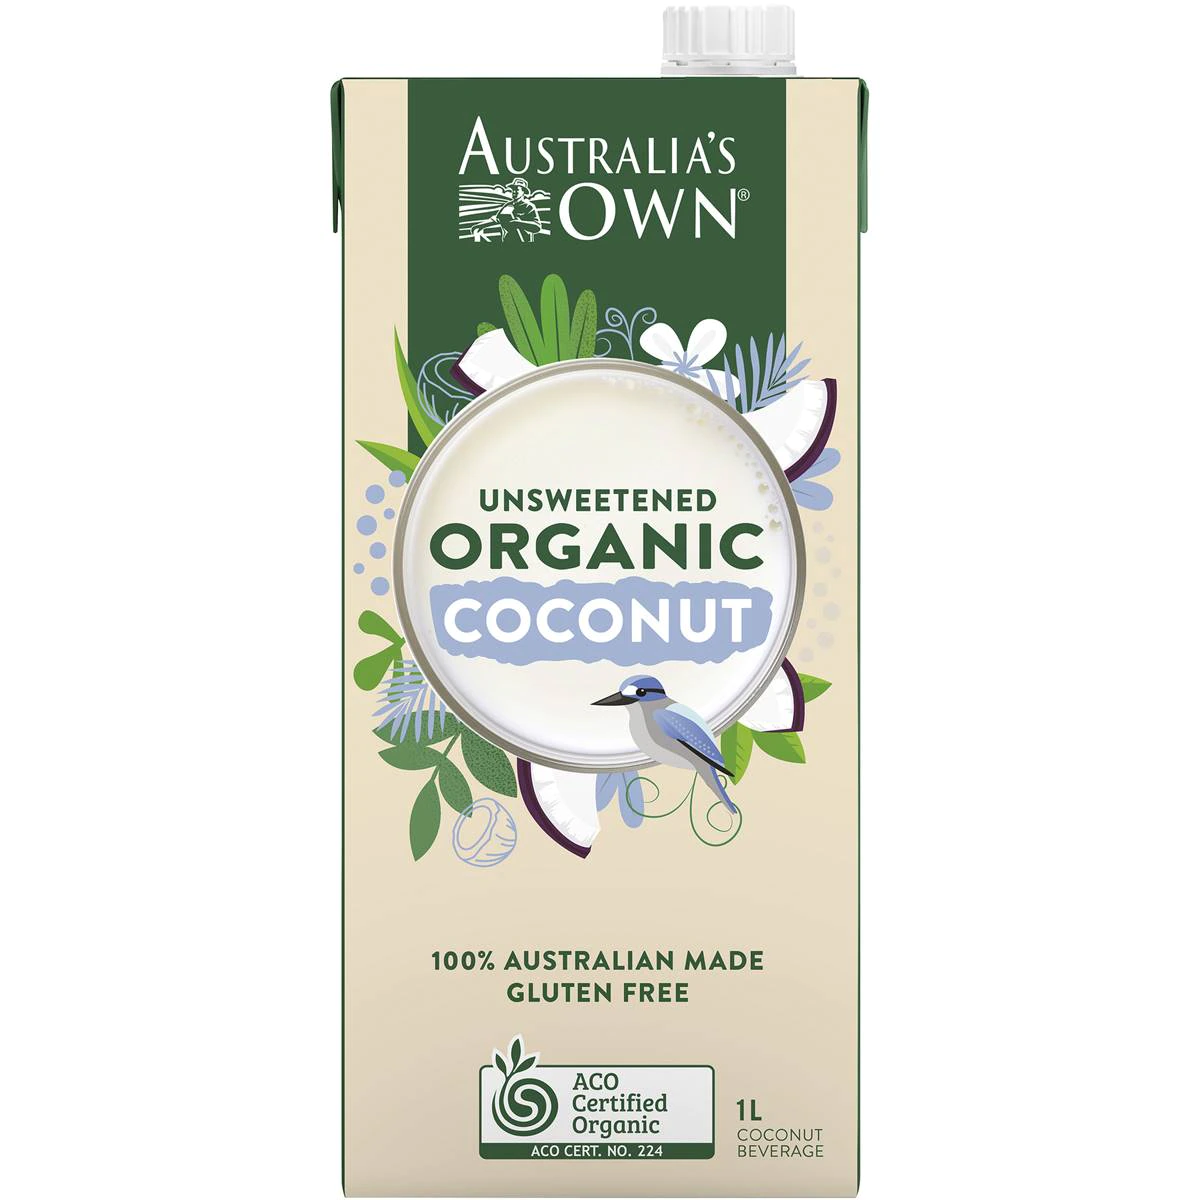 AUSTRALIA'S
OWN®
UNSWEETENED
ORGANIC
COCONUT
100% AUSTRALIAN MADE
GLUTEN FREE
ACO
Certified
Organic
ACO CERT. NO. 224
1L
COCONUT
BEVERAGE